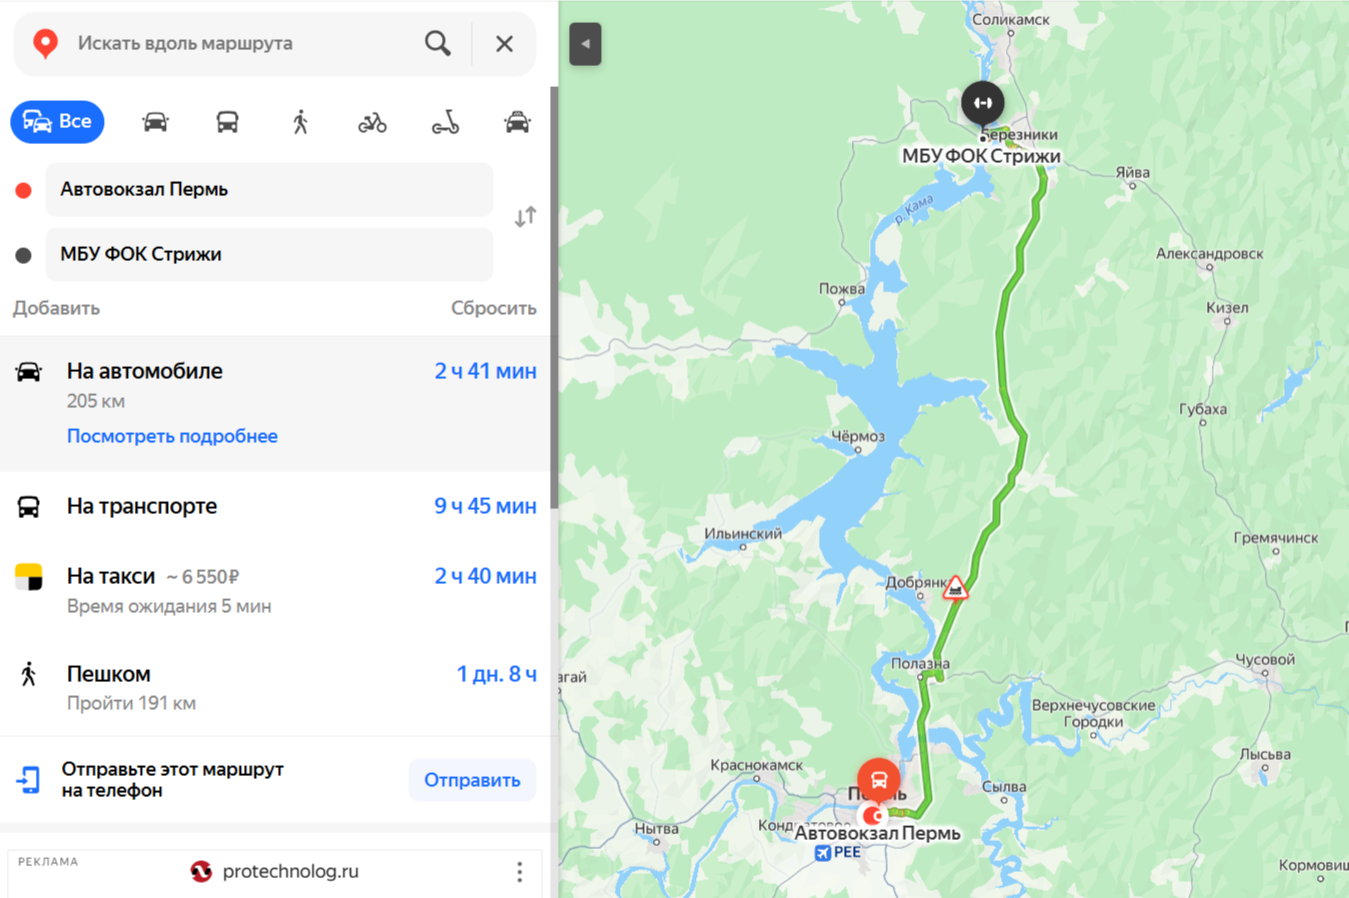 Искать вдоль маршрута
Все
Автовокзал Пермь
МБУ ФОК Стрижи
Добавить
Сбросить
На автомобиле
2 ч 41 мин
205 км
Посмотреть подробнее
На транспорте
9 ч 45 мин
На такси ~ 6 550 ₽
2 ч 40 мин
Время ожидания 5 мин
Пешком
1 дн. 8 ч
Пройти 191 км
Отправьте этот маршрут
на телефон
Отправить
РЕКЛАМА
protechnolog.ru
Соликамск
Березники
МБУ ФОК Стрижи
Яйва
р. Кама
Александровск
Пожва
Кизел
Губаха
Чёрмоз
Ильинский
Гремячинск
Добрянк
Полазна
Чусовой
агай
Верхнечусовские
Городки
Лысьва
Краснокамск
Сылва
Пермь
Нытва
Автовокзал Пермь
PEE
Кормовищ